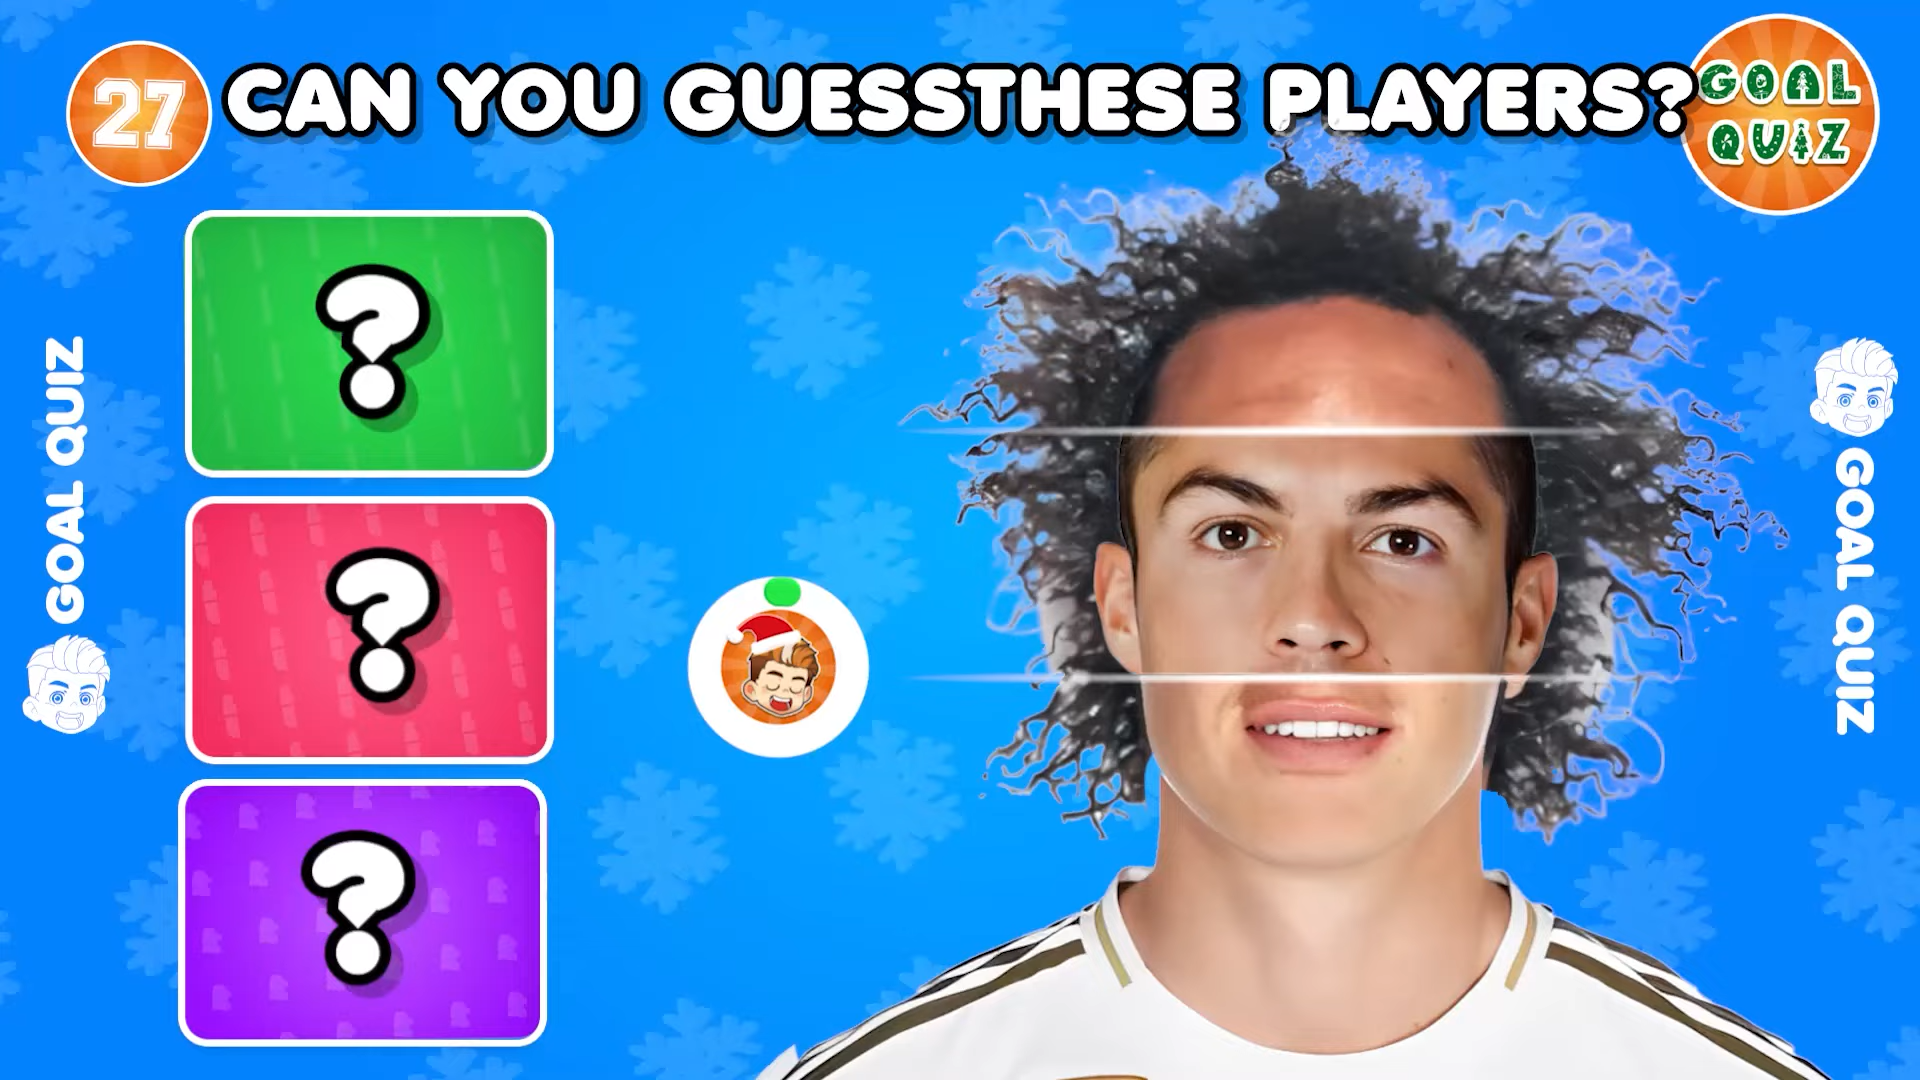 27
CAN YOU GUESSTHESE PLAYERS?
GOAL
QUIZ
?
?
?
GOAL QUIZ
GOAL QUIZ